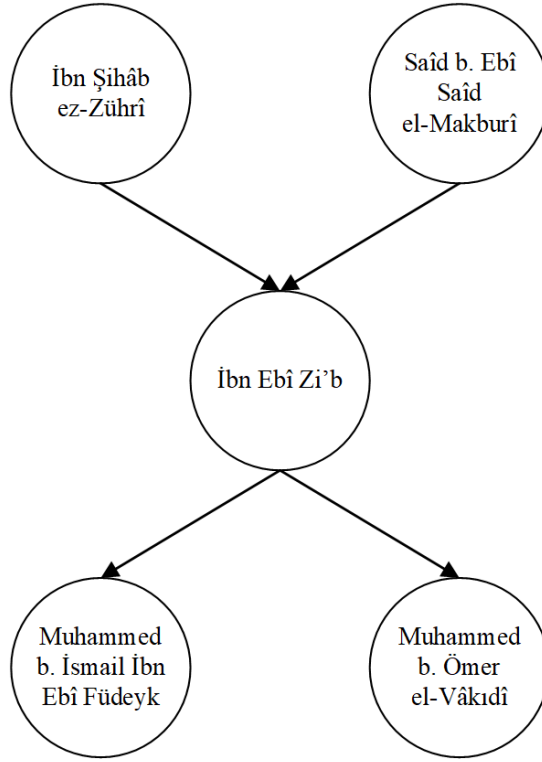 İbn Şihâb
ez-Zührî
Saîd b. Ebî
Saîd
el-Makburî
İbn Ebî Zi’b
Muhammed
b. İsmail İbn
Ebî Füdeyk
Muhammed
b. Ömer
el-Vâkıdî